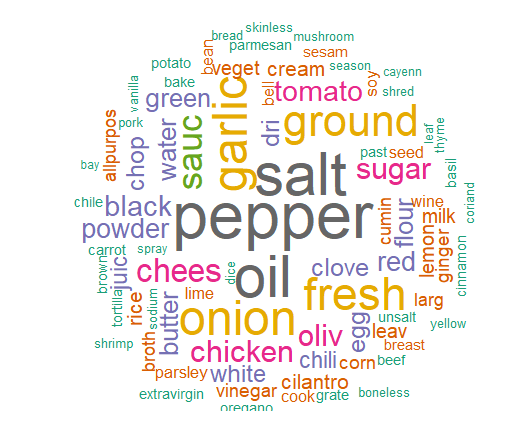 skinless
bread
mushroom
parmesan
bean
sesam
potato
veget
cream
season
cayenn
bake
vanilla
green
garlic
bell
tomato
soy
shred
pork
allpurpos
chop
water
sauc
dri
ground
leaf
thyme
past
seed
bay
salt
sugar
basil
chile
black
pepper
cumin
wine
coriand
powder
flour
milk
carrot
spray
lemon
ginger
brown
juic
chees
dice
oil
clove
red
cinnamon
tortilla
rice
sodium
lime
fresh
larg
butter
onion
egg
unsalt
yellow
shrimp
broth
chicken
oliv
leav
breast
parsley
white
chili
corn
beef
extravirgin
vinegar
cilantro
cook
grate
boneless
oregano